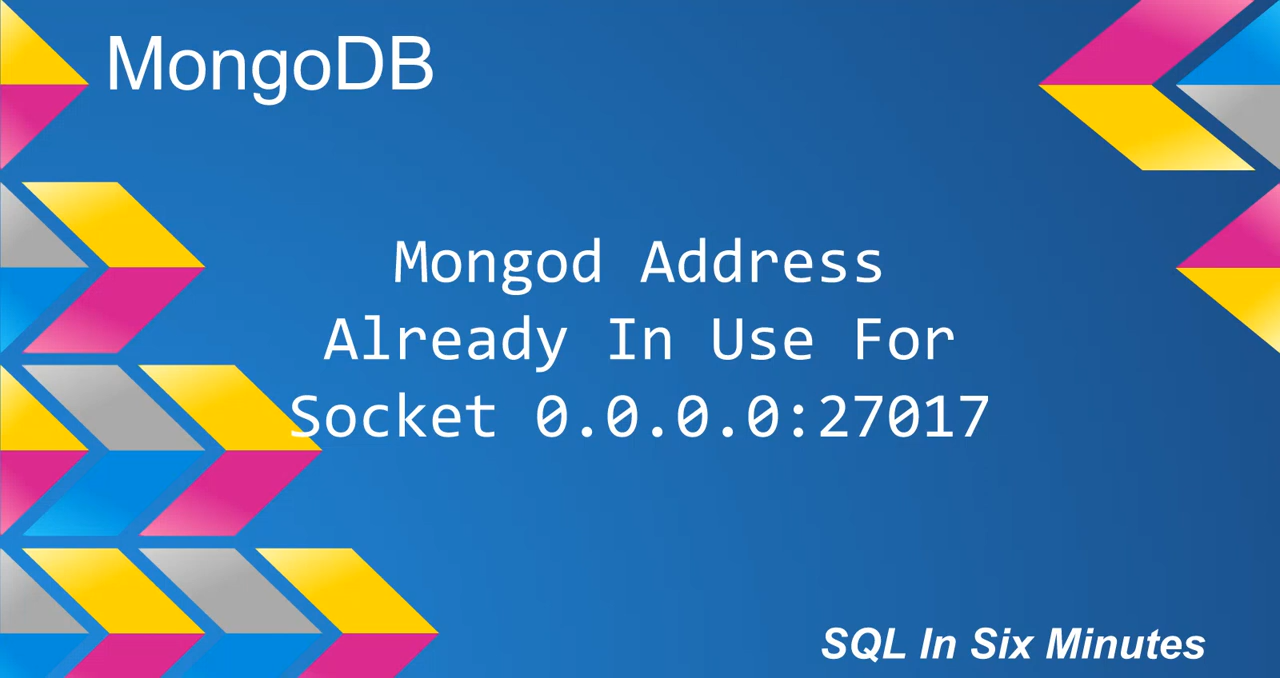 MongoDB
Mongod Address
Already In Use For
Socket 0.0.0.0:27017
SQL In Six Minutes